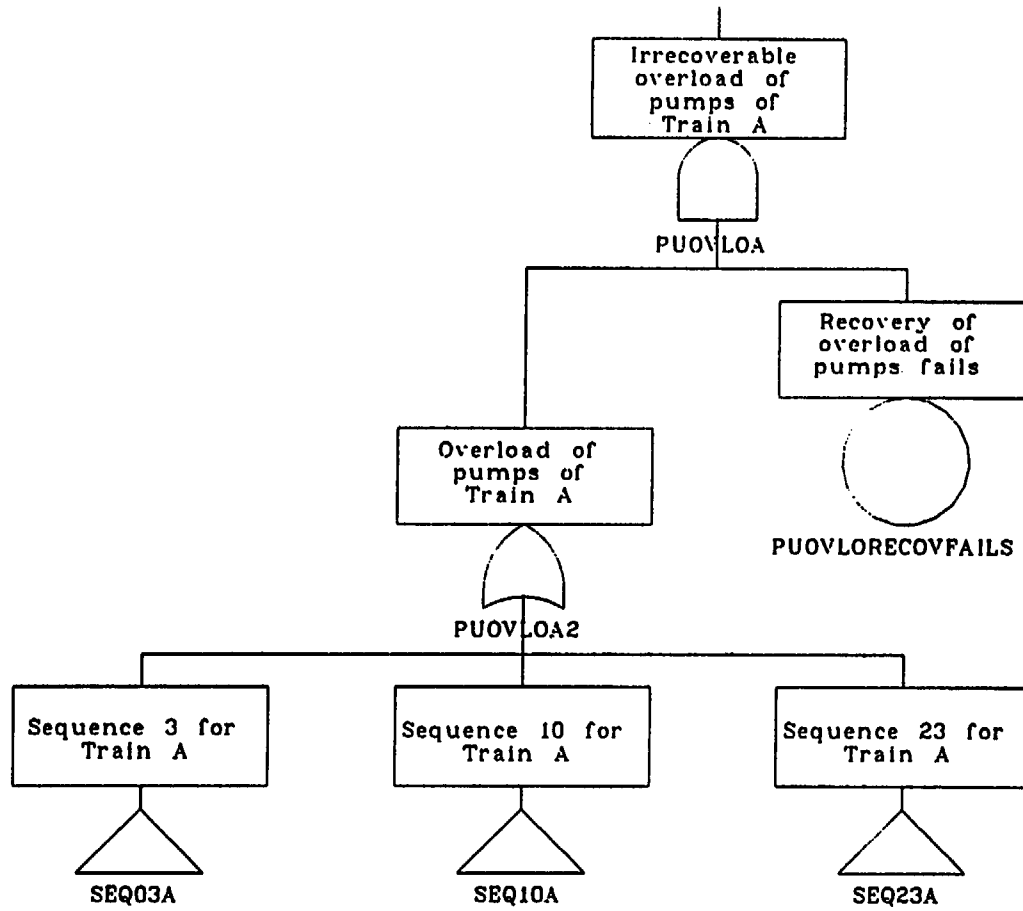 Irrecoverable
overload of
pumps of
Train A
PUOVLOA
Recovery of
overload of
pumps fails
PUOVLORECOVFAILS
Overload of
pumps of
Train A
PUOVLOA2
Sequence 3 for
Train A
SEQ03A
Sequence 10 for
Train A
SEQ10A
Sequence 23 for
Train A
SEQ23A